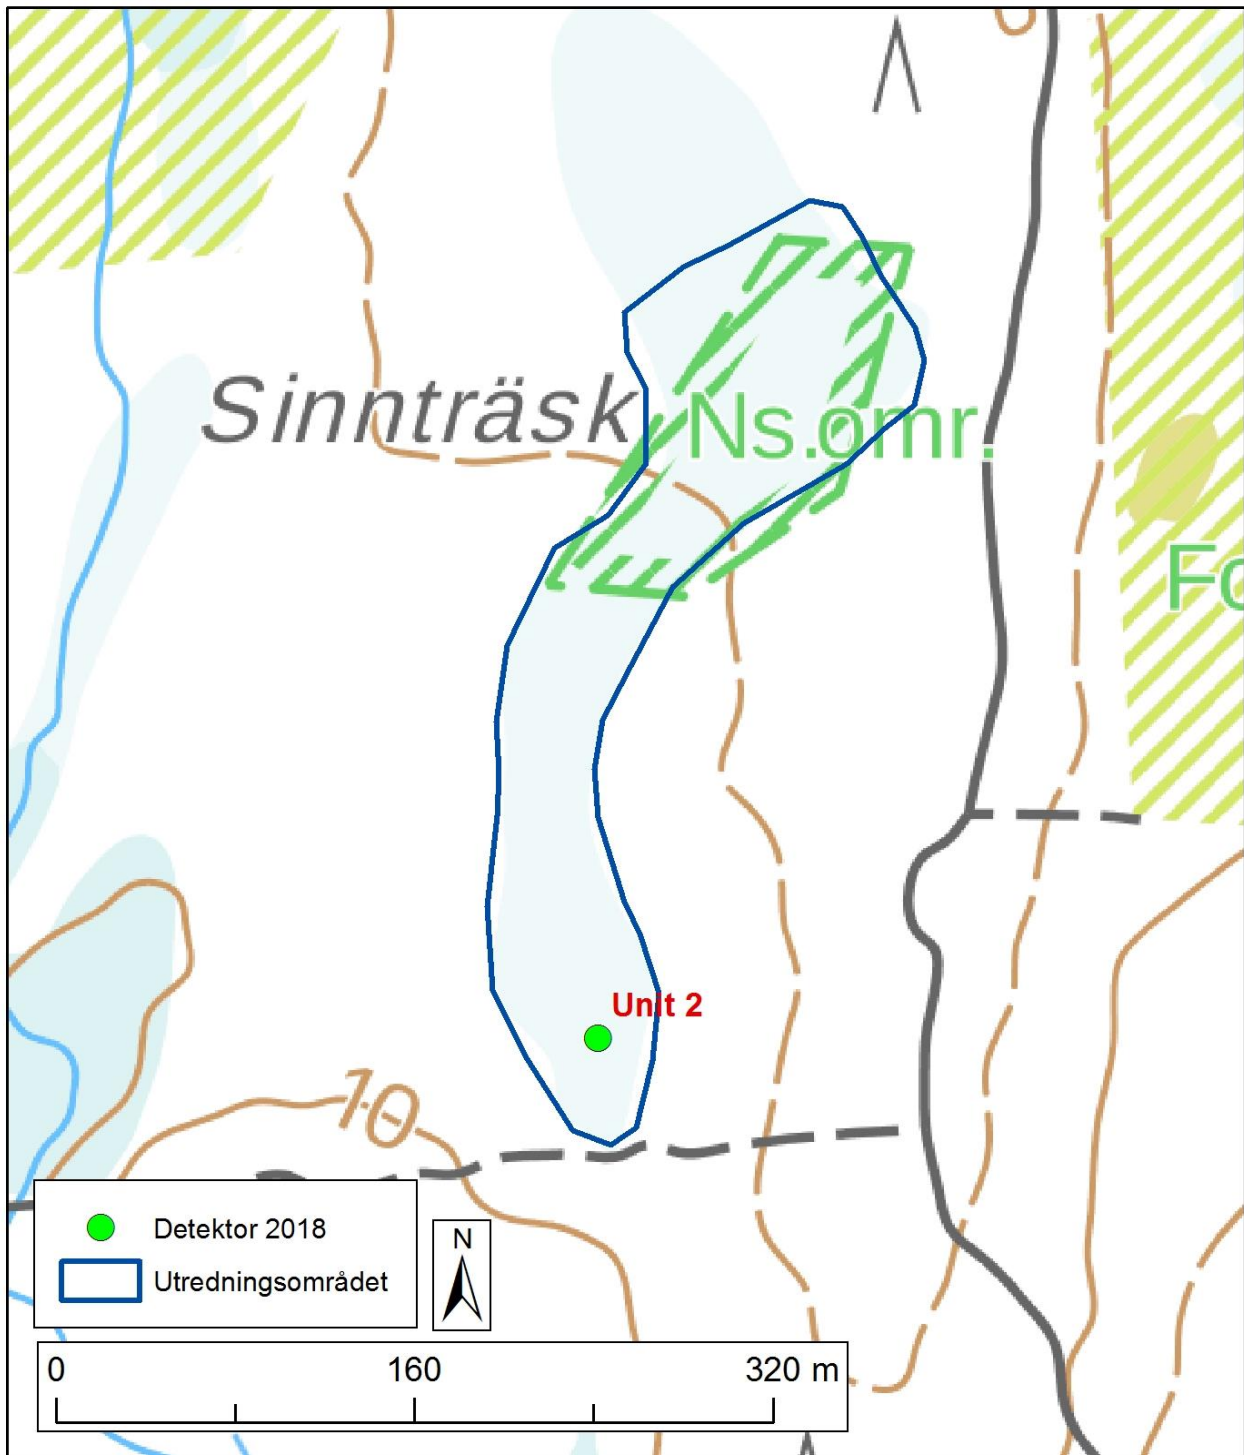 Sinnträsk
Ns.omr.
Fo
Unit 2
10
Detektor 2018
Utredningsområdet
N
0 160 320 m